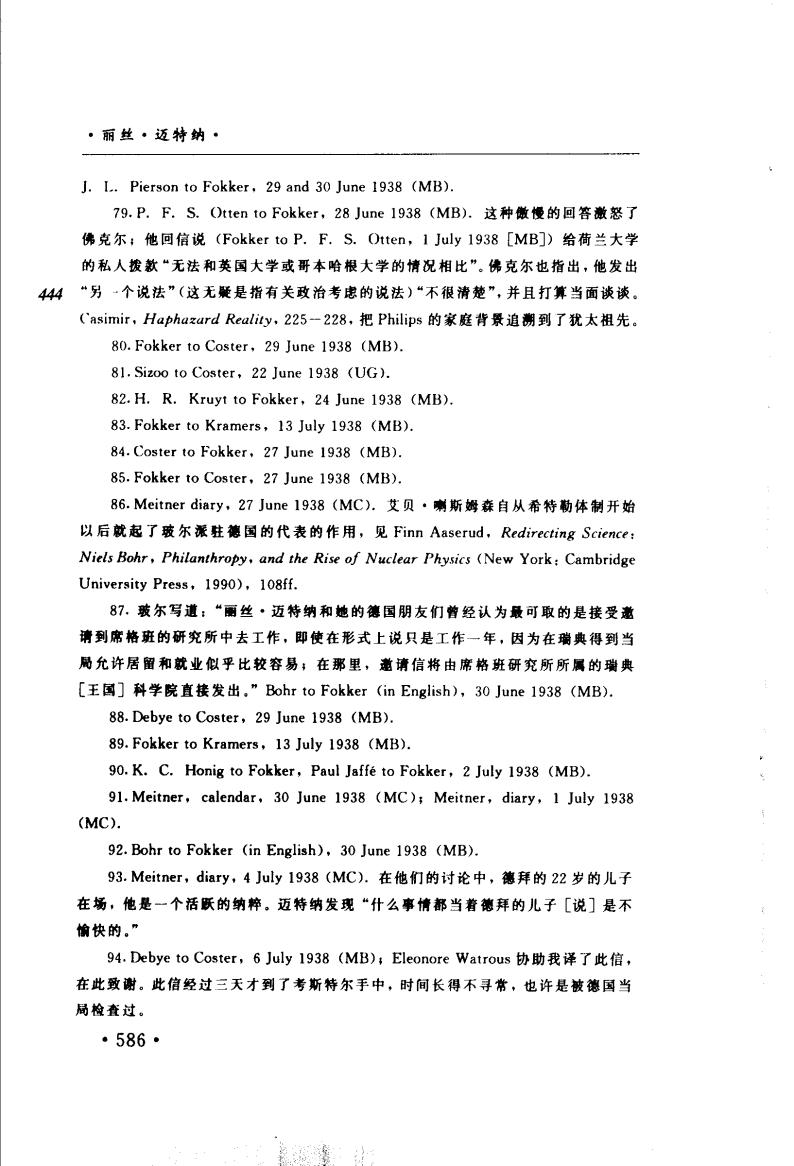 ·丽丝·迈特纳·
J. L. Pierson to Fokker, 29 and 30 June 1938 (MB).
79. P. F. S. Otten to Fokker, 28 June 1938 (MB). 这种傲慢的回答激怒了
佛克尔；他回信说 (Fokker to P. F. S. Otten, 1 July 1938 [MB]) 给荷兰大学
的私人拨款“无法和英国大学或哥本哈根大学的情况相比”。佛克尔也指出，他发出
444 “另一个说法”（这无疑是指有关政治考虑的说法）“不很清楚”，并且打算当面谈谈。
Casimir, Haphazard Reality, 225－228, 把 Philips 的家庭背景追溯到了犹太祖先。
80. Fokker to Coster, 29 June 1938 (MB).
81. Sizoo to Coster, 22 June 1938 (UG).
82. H. R. Kruyt to Fokker, 24 June 1938 (MB).
83. Fokker to Kramers, 13 July 1938 (MB).
84. Coster to Fokker, 27 June 1938 (MB).
85. Fokker to Coster, 27 June 1938 (MB).
86. Meitner diary, 27 June 1938 (MC). 艾贝·喇斯姆森自从希特勒体制开始
以后就起了玻尔派驻德国的代表的作用，见 Finn Aaserud, Redirecting Science:
Niels Bohr, Philanthropy, and the Rise of Nuclear Physics (New York: Cambridge
University Press, 1990), 108ff.
87. 玻尔写道：“丽丝·迈特纳和她的德国朋友们曾经认为最可取的是接受邀
请到席格班的研究所中去工作，即使在形式上说只是工作一年，因为在瑞典得到当
局允许居留和就业似乎比较容易；在那里，邀请信将由席格班研究所所属的瑞典
[王国] 科学院直接发出。” Bohr to Fokker (in English), 30 June 1938 (MB).
88. Debye to Coster, 29 June 1938 (MB).
89. Fokker to Kramers, 13 July 1938 (MB).
90. K. C. Honig to Fokker, Paul Jaffé to Fokker, 2 July 1938 (MB).
91. Meitner, calendar, 30 June 1938 (MC); Meitner, diary, 1 July 1938
(MC).
92. Bohr to Fokker (in English), 30 June 1938 (MB).
93. Meitner, diary, 4 July 1938 (MC). 在他们的讨论中，德拜的 22 岁的儿子
在场，他是一个活跃的纳粹。迈特纳发现“什么事情都当着德拜的儿子 [说] 是不
愉快的。”
94. Debye to Coster, 6 July 1938 (MB); Eleonore Watrous 协助我译了此信，
在此致谢。此信经过三天才到了考斯特尔手中，时间长得不寻常，也许是被德国当
局检查过。
·586·